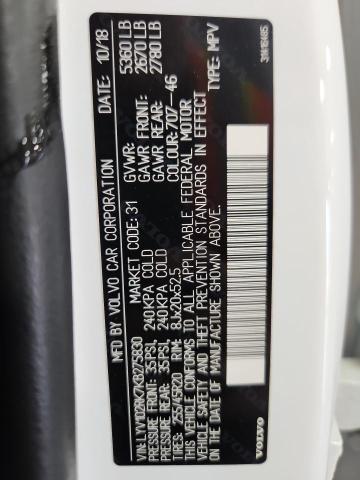 MFD BY VOLVO CAR CORPORATION DATE: 10/18
GVWR: 5360 LB
GAWR FRONT: 2670 LB
GAWR REAR: 2790 LB
MARKET CODE: 31 COLOUR: 707--46
TYPE: MPV
PRESSURE FRONT: 35 PSI, 240 KPA COLD
PRESSURE REAR: 35 PSI, 240 KPA COLD
TIRES: 255/45R20 RIM: 8Jx20x52.5
THIS VEHICLE CONFORMS TO ALL APPLICABLE FEDERAL MOTOR
VEHICLE SAFETY AND THEFT PREVENTION STANDARDS IN EFFECT
ON THE DATE OF MANUFACTURE SHOWN ABOVE.
VOLVO 31416485